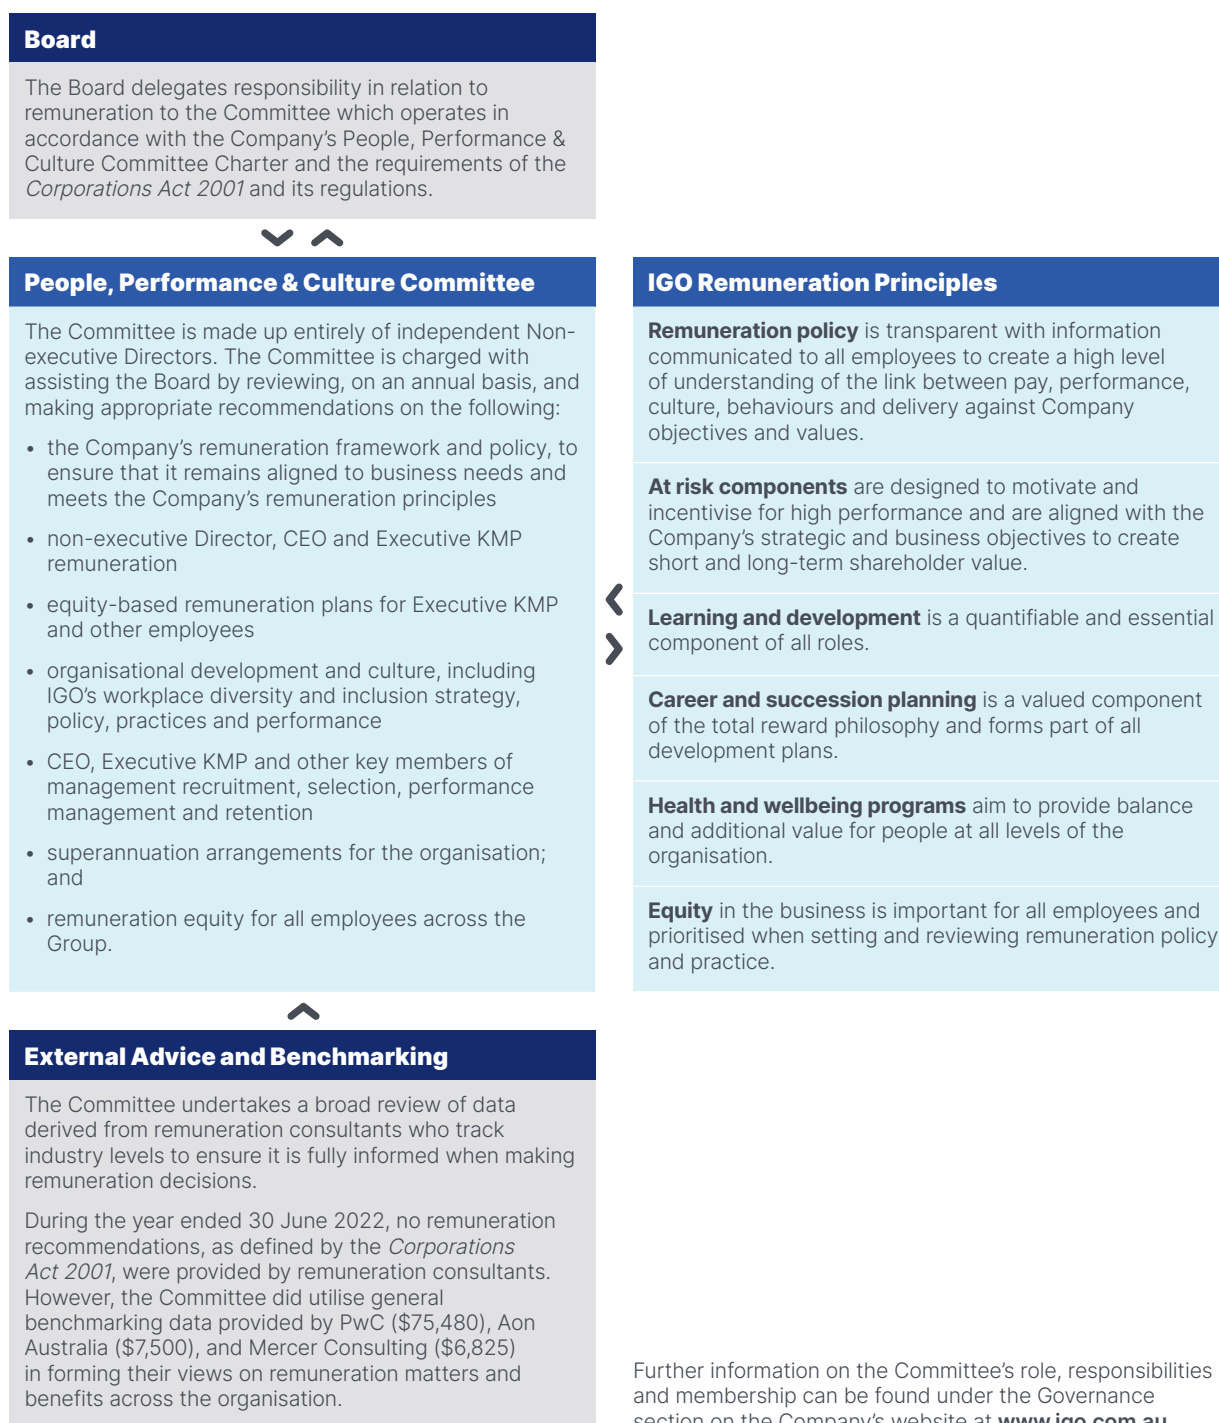 Board
The Board delegates responsibility in relation to
remuneration to the Committee which operates in
accordance with the Company’s People, Performance &
Culture Committee Charter and the requirements of the
Corporations Act 2001 and its regulations.
People, Performance & Culture Committee
The Committee is made up entirely of independent Non-
executive Directors. The Committee is charged with
assisting the Board by reviewing, on an annual basis, and
making appropriate recommendations on the following:
• the Company’s remuneration framework and policy, to
ensure that it remains aligned to business needs and
meets the Company’s remuneration principles
• non-executive Director, CEO and Executive KMP
remuneration
• equity-based remuneration plans for Executive KMP
and other employees
• organisational development and culture, including
IGO’s workplace diversity and inclusion strategy,
policy, practices and performance
• CEO, Executive KMP and other key members of
management recruitment, selection, performance
management and retention
• superannuation arrangements for the organisation;
and
• remuneration equity for all employees across the
Group.
IGO Remuneration Principles
Remuneration policy is transparent with information
communicated to all employees to create a high level
of understanding of the link between pay, performance,
culture, behaviours and delivery against Company
objectives and values.
At risk components are designed to motivate and
incentivise for high performance and are aligned with the
Company’s strategic and business objectives to create
short and long-term shareholder value.
Learning and development is a quantifiable and essential
component of all roles.
Career and succession planning is a valued component
of the total reward philosophy and forms part of all
development plans.
Health and wellbeing programs aim to provide balance
and additional value for people at all levels of the
organisation.
Equity in the business is important for all employees and
prioritised when setting and reviewing remuneration policy
and practice.
External Advice and Benchmarking
The Committee undertakes a broad review of data
derived from remuneration consultants who track
industry levels to ensure it is fully informed when making
remuneration decisions.
During the year ended 30 June 2022, no remuneration
recommendations, as defined by the Corporations
Act 2001, were provided by remuneration consultants.
However, the Committee did utilise general
benchmarking data provided by PwC ($75,480), Aon
Australia ($7,500), and Mercer Consulting ($6,825)
in forming their views on remuneration matters and
benefits across the organisation.
Further information on the Committee’s role, responsibilities
and membership can be found under the Governance
section on the Company’s website at www.igo.com.au